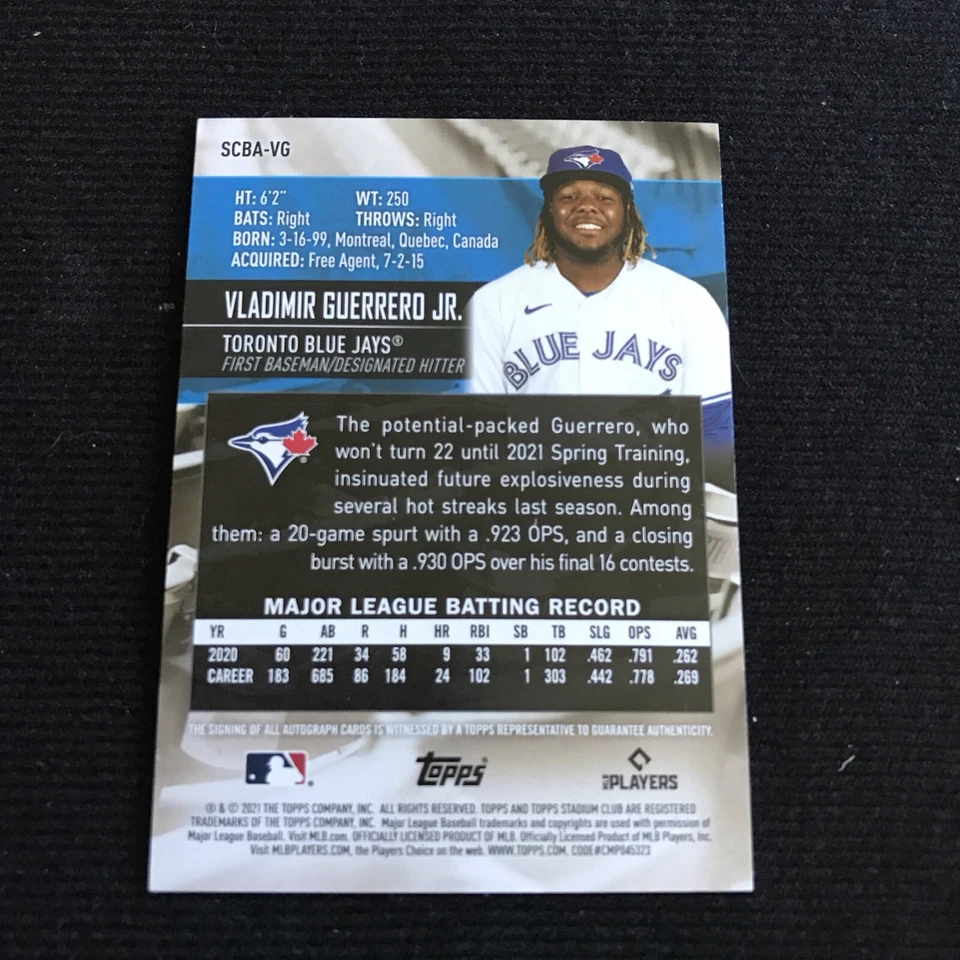 SCBA-VG
HT: 6'2" WT: 250
BATS: Right THROWS: Right
BORN: 3-16-99, Montreal, Quebec, Canada
ACQUIRED: Free Agent, 7-2-15
VLADIMIR GUERRERO JR.
TORONTO BLUE JAYS®
FIRST BASEMAN/DESIGNATED HITTER
BLUE JAYS
The potential-packed Guerrero, who
won't turn 22 until 2021 Spring Training,
insinuated future explosiveness during
several hot streaks last season. Among
them: a 20-game spurt with a .923 OPS, and a closing
burst with a .930 OPS over his final 16 contests.
MAJOR LEAGUE BATTING RECORD
YR G AB R H HR RBI SB TB SLG OPS AVG
2020 60 221 34 58 9 33 1 102 .462 .791 .262
CAREER 183 685 86 184 24 102 1 303 .442 .778 .269
THE SIGNING OF ALL AUTOGRAPH CARDS IS WITNESSED BY A TOPPS REPRESENTATIVE TO GUARANTEE AUTHENTICITY.
topps® MLB PLAYERS
® & © 2021 THE TOPPS COMPANY, INC. ALL RIGHTS RESERVED. TOPPS AND TOPPS STADIUM CLUB ARE REGISTERED
TRADEMARKS OF THE TOPPS COMPANY, INC. Major League Baseball trademarks and copyrights are used with permission of
Major League Baseball. Visit MLB.com. OFFICIALLY LICENSED PRODUCT OF MLB. Officially Licensed Product of MLB Players, Inc.
Visit MLBPLAYERS.COM, the Players Choice on the web. WWW.TOPPS.COM. CODE#CMP045323